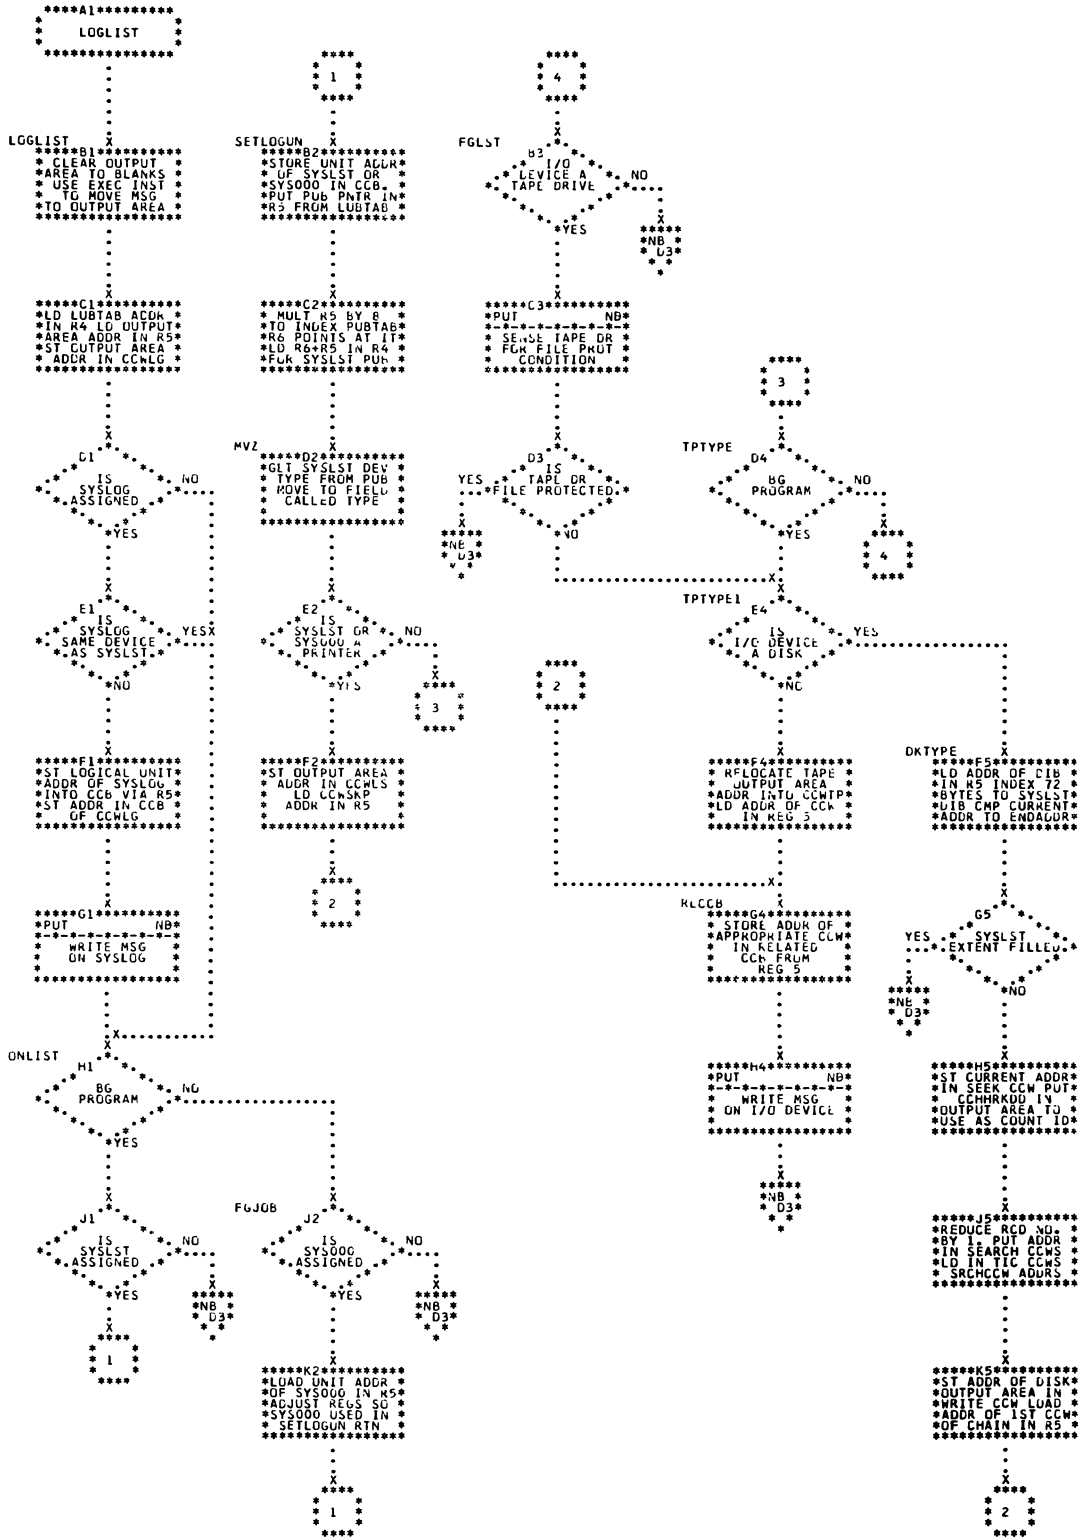 A1
LOGLIST
1
4
LOGLIST
B1
CLEAR OUTPUT
AREA TO BLANKS
USE EXEC INST
TO MOVE MSG
TO OUTPUT AREA
SETLOGUN
B2
STORE UNIT ADDR
OF SYSLST OR
SYS000 IN CCB.
PUT PUB PNTR IN
R5 FROM LUBTAB
FGLST
B3
I/O
DEVICE A
TAPE DRIVE
NO
YES
NB
D3
C1
LD LUBTAB ADDR
IN R4 LD OUTPUT
AREA ADDR IN R5
ST OUTPUT AREA
ADDR IN CCWLG
C2
MULT R5 BY 8
TO INDEX PUBTAB
R6 POINTS AT IT
LD R6+R5 IN R4
FOR SYSLST PUB
C3
PUT NB
SENSE TAPE DR
FOR FILE PROT
CONDITION
3
D1
IS
SYSLOG
ASSIGNED
NO
YES
MVZ
D2
GET SYSLST DEV
TYPE FROM PUB
MOVE TO FIELD
CALLED TYPE
D3
IS
TAPE DR
FILE PROTECTED
YES
NO
NB
D3
TPTYPE
D4
BG
PROGRAM
NO
YES
4
E1
IS
SYSLOG
SAME DEVICE
AS SYSLST
YES
NO
E2
IS
SYSLST OR
SYS000 A
PRINTER
NO
YES
3
2
TPTYPE1
E4
IS
I/O DEVICE
A DISK
YES
NO
F1
ST LOGICAL UNIT
ADDR OF SYSLOG
INTO CCB VIA R5
ST ADDR IN CCB
OF CCWLG
F2
ST OUTPUT AREA
ADDR IN CCWLS
LD CCWSKP
ADDR IN R5
2
F4
RELOCATE TAPE
OUTPUT AREA
ADDR INTO CCWTP
LD ADDR OF CCW
IN REG 5
DKTYPE
F5
LD ADDR OF DIB
IN R5 INDEX 72
BYTES TO SYSLST
DIB CMP CURRENT
ADDR TO ENDADDR
G1
PUT NB
WRITE MSG
ON SYSLOG
RECCB
G4
STORE ADDR OF
APPROPRIATE CCW
IN RELATED
CCB FROM
REG 5
G5
SYSLST
EXTENT FILLED
YES
NO
NB
D3
ONLIST
H1
BG
PROGRAM
NO
YES
H4
PUT NB
WRITE MSG
ON I/O DEVICE
NB
D3
H5
ST CURRENT ADDR
IN SEEK CCW PUT
CCHHRKDD IN
OUTPUT AREA TO
USE AS COUNT ID
J1
IS
SYSLST
ASSIGNED
NO
YES
NB
D3
1
FGJOB
J2
IS
SYS000
ASSIGNED
NO
YES
NB
D3
J5
REDUCE RCD NO.
BY 1. PUT ADDR
IN SEARCH CCWS
LD IN TIC CCWS
SRCHCCW ADDRS
K2
LOAD UNIT ADDR
OF SYS000 IN R5
ADJUST REGS SO
SYS000 USED IN
SETLOGUN RTN
1
K5
ST ADDR OF DISK
OUTPUT AREA IN
WRITE CCW LOAD
ADDR OF 1ST CCW
OF CHAIN IN R5
2